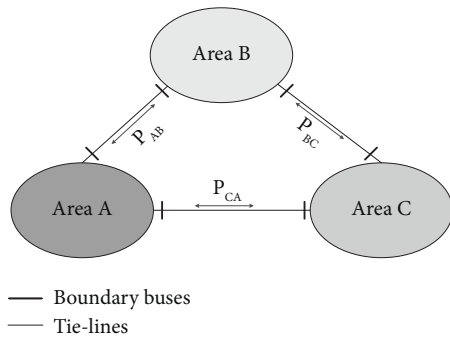 Area B
P_AB
P_BC
P_CA
Area A
Area C
Boundary buses
Tie-lines